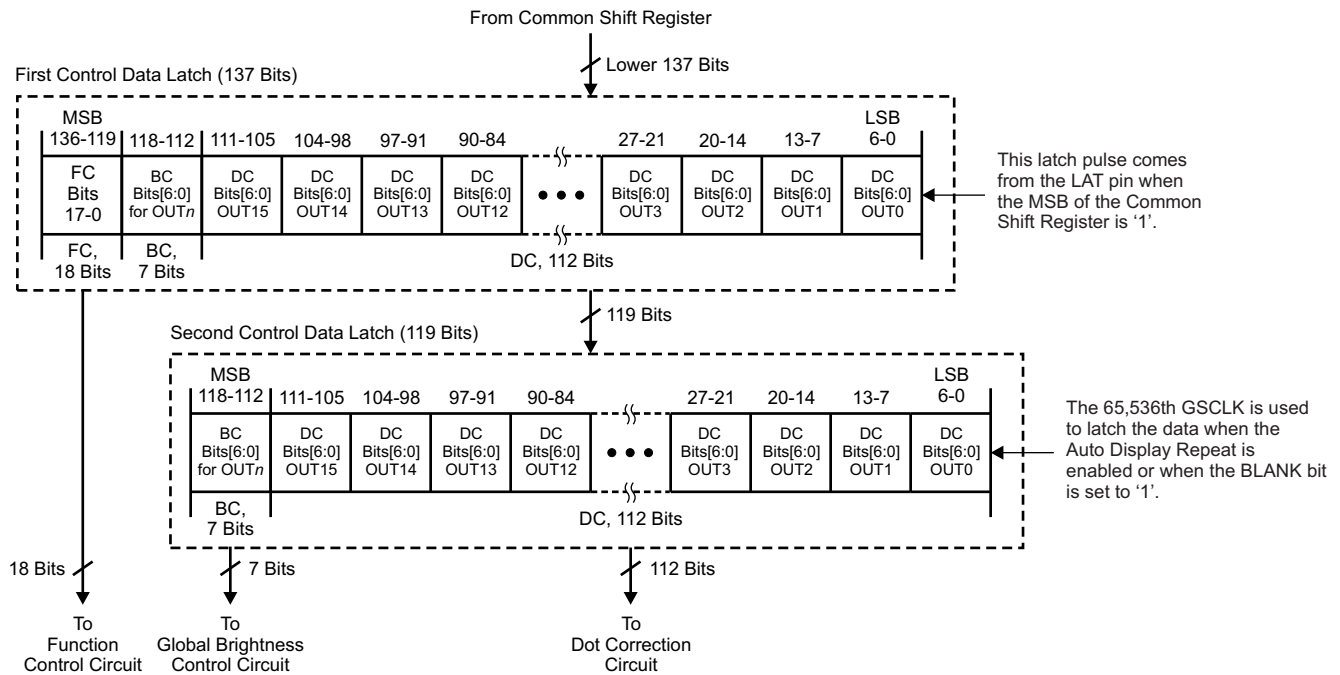 From Common Shift Register
Lower 137 Bits
First Control Data Latch (137 Bits)
MSB LSB
136-119 118-112 111-105 104-98 97-91 90-84 27-21 20-14 13-7 6-0
FC BC DC DC DC DC DC DC DC DC
Bits Bits[6:0] Bits[6:0] Bits[6:0] Bits[6:0] Bits[6:0] ••• Bits[6:0] Bits[6:0] Bits[6:0] Bits[6:0]
17-0 for OUTn OUT15 OUT14 OUT13 OUT12 OUT3 OUT2 OUT1 OUT0
FC, BC, DC, 112 Bits
18 Bits 7 Bits
This latch pulse comes
from the LAT pin when
the MSB of the Common
Shift Register is ‘1’.
119 Bits
Second Control Data Latch (119 Bits)
MSB LSB
118-112 111-105 104-98 97-91 90-84 27-21 20-14 13-7 6-0
BC DC DC DC DC DC DC DC DC
Bits[6:0] Bits[6:0] Bits[6:0] Bits[6:0] Bits[6:0] ••• Bits[6:0] Bits[6:0] Bits[6:0] Bits[6:0]
for OUTn OUT15 OUT14 OUT13 OUT12 OUT3 OUT2 OUT1 OUT0
BC, DC, 112 Bits
7 Bits
The 65,536th GSCLK is used
to latch the data when the
Auto Display Repeat is
enabled or when the BLANK bit
is set to ‘1’.
18 Bits 7 Bits 112 Bits
To To To
Function Global Brightness Dot Correction
Control Circuit Control Circuit Circuit